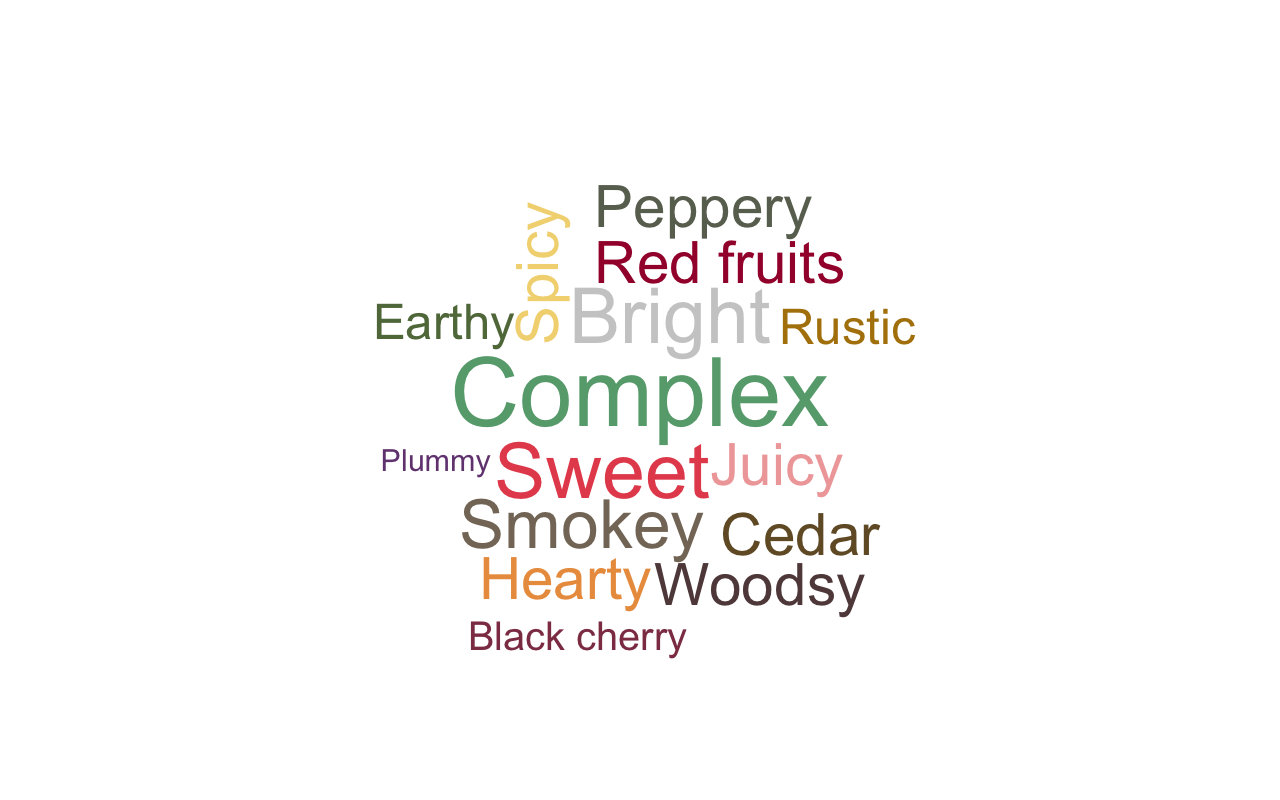 Peppery
Spicy
Red fruits
Bright
Earthy
Rustic
Complex
Plummy
Sweet
Juicy
Smokey
Cedar
Hearty
Woodsy
Black cherry